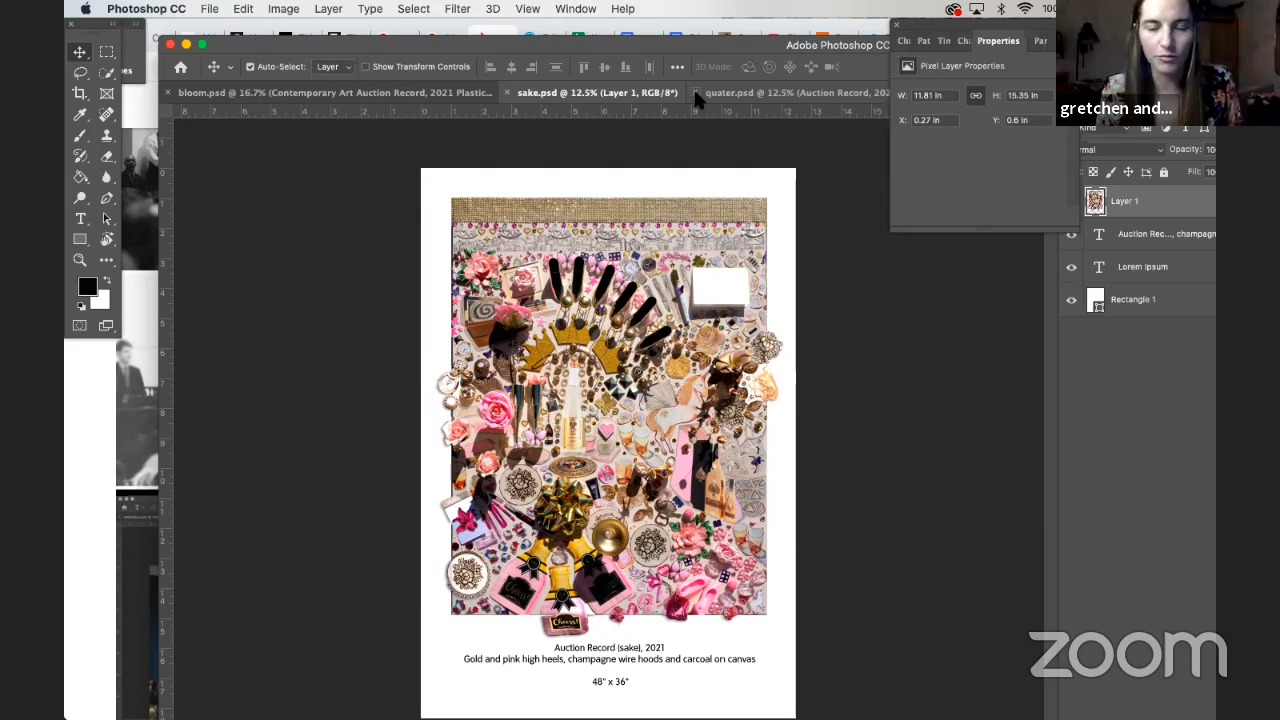 Photoshop CC File Edit Image Layer Type Select Filter 3D View Window Help
Adobe Photoshop CC
Properties Par
Auto-Select: Layer Show Transform Controls
3D Mode:
Pixel Layer Properties
bloom.psd @ 16.7% (Contemporary Art Auction Record, 2021 Plastic...
sake.psd @ 12.5% (Layer 1, RGB/8*)
quater.psd @ 12.5% (Auction Record, 202
W: 11.81 in H: 15.35 in
X: 0.27 in Y: 0.6 in
gretchen and...
Opacity:
Fill:
Layer 1
Auction Rec..., champagn
Lorem Ipsum
Rectangle 1
Cheers!
Auction Record (sake), 2021
Gold and pink high heels, champagne wire hoods and carcoal on canvas
48" x 36"
zoom